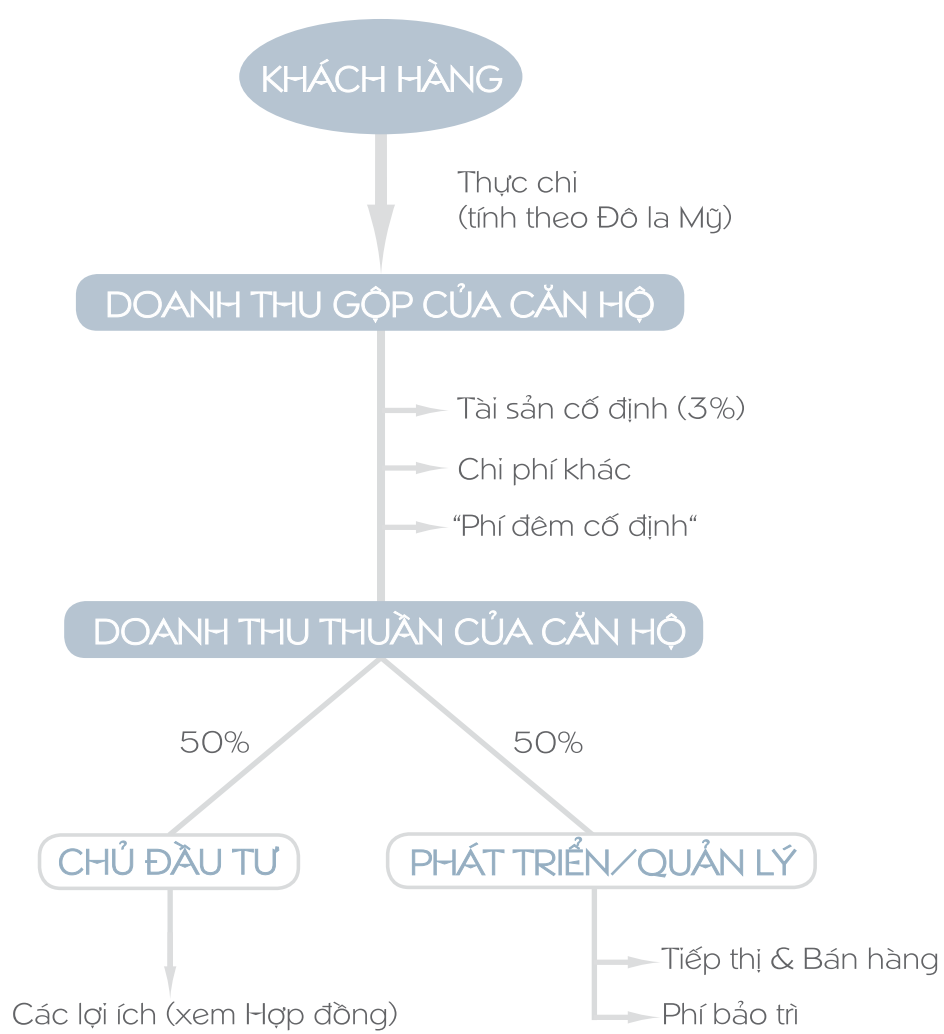 KHÁCH HÀNG
Thực chi
(tính theo Đô la Mỹ)
DOANH THU GỘP CỦA CĂN HỘ
Tài sản cố định (3%)
Chi phí khác
“Phí đêm cố định“
DOANH THU THUẦN CỦA CĂN HỘ
50%
50%
CHỦ ĐẦU TƯ
PHÁT TRIỂN/QUẢN LÝ
Tiếp thị & Bán hàng
Các lợi ích (xem Hợp đồng)
Phí bảo trì